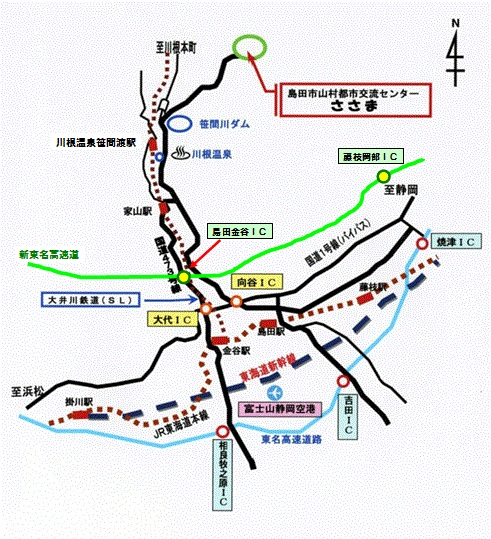 N
至川根本町
島田市山村都市交流センター
ささま
笹間川ダム
川根温泉笹間渡駅
川根温泉
藤枝岡部IC
至静岡
家山駅
島田金谷IC
国道1号線(バイパス)
焼津IC
新東名高速道
国道473号線
向谷IC
大井川鉄道(SL)
藤枝駅
大代IC
島田駅
金谷駅
東海道新幹線
至浜松
掛川駅
富士山静岡空港
吉田IC
JR東海道本線
東名高速道路
相良牧之原IC